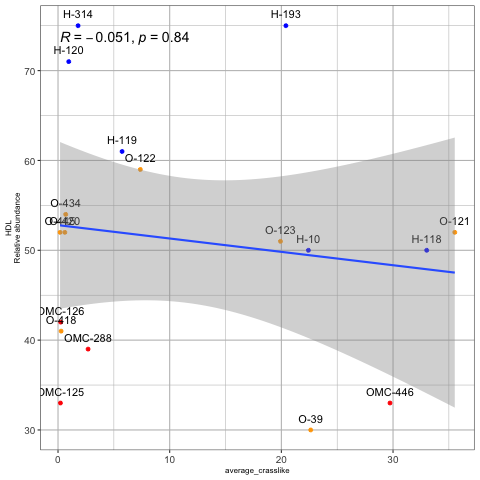 H-314
H-193
R = −0.051, p = 0.84
H-120
70
H-119
O-122
60
O-434
O-420
O-123
H-10
H-118
O-121
50
HDL
Relative abundance
OMC-126
O-418
OMC-288
40
OMC-125
OMC-446
O-39
30
0
10
20
30
average_crasslike